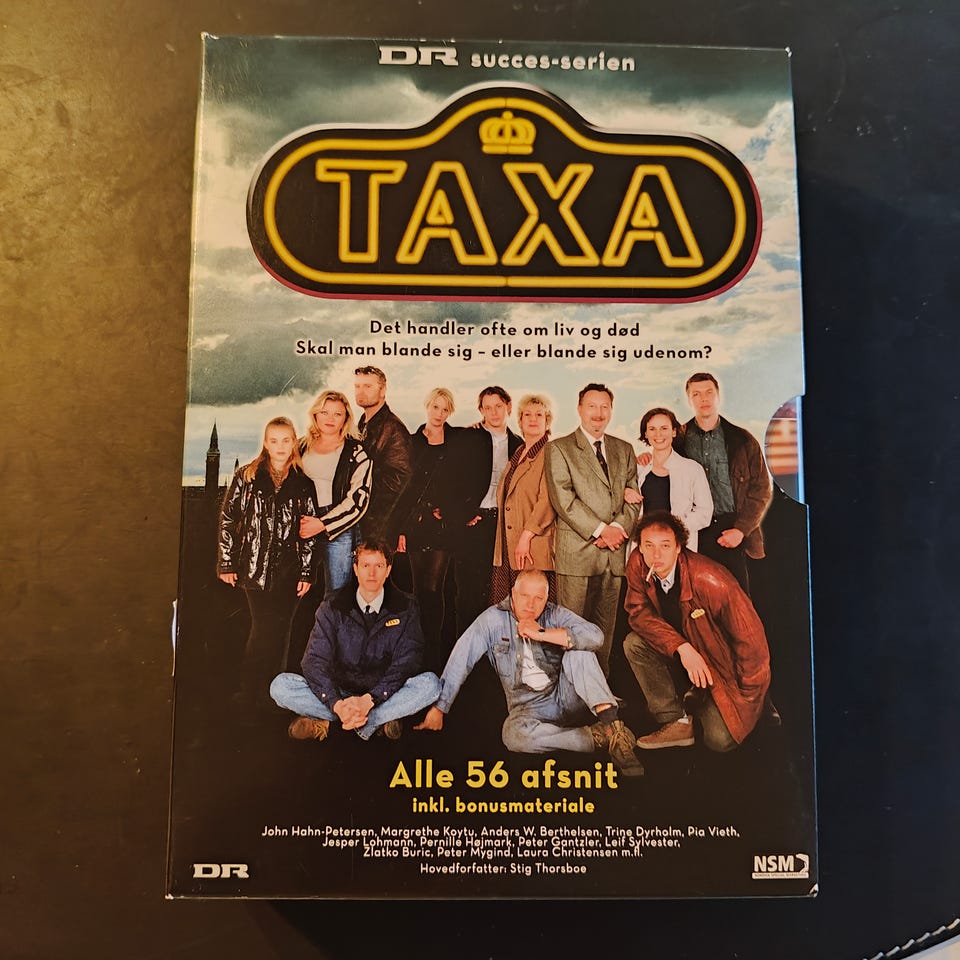 DR succes-serien
TAXA
Det handler ofte om liv og død
Skal man blande sig – eller blande sig udenom?
TAXA
Alle 56 afsnit
inkl. bonusmateriale
John Hahn-Petersen, Margrethe Koytu, Anders W. Berthelsen, Trine Dyrholm, Pia Vieth,
Jesper Lohmann, Pernille Højmark, Peter Gantzler, Leif Sylvester,
Zlatko Buric, Peter Mygind, Laura Christensen m.fl.
Hovedforfatter: Stig Thorsboe
DR
NSM